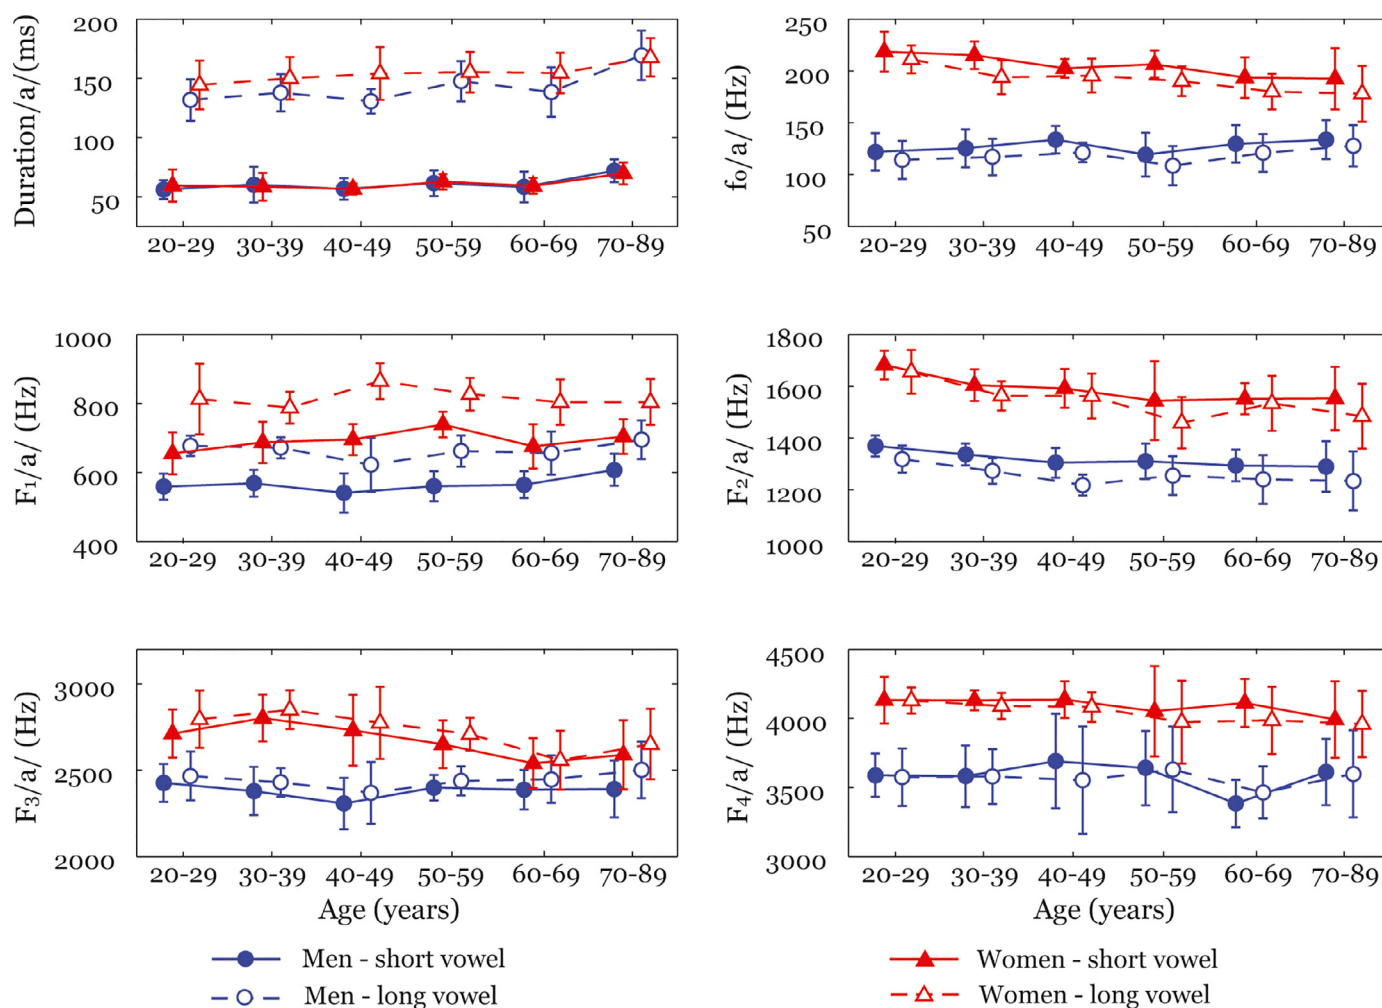 Duration/a/(ms)
200
150
100
50
20-29 30-39 40-49 50-59 60-69 70-89
f0/a/ (Hz)
250
200
150
100
50
20-29 30-39 40-49 50-59 60-69 70-89
F1/a/ (Hz)
1000
800
600
400
20-29 30-39 40-49 50-59 60-69 70-89
F2/a/ (Hz)
1800
1600
1400
1200
1000
20-29 30-39 40-49 50-59 60-69 70-89
F3/a/ (Hz)
3000
2500
2000
20-29 30-39 40-49 50-59 60-69 70-89
Age (years)
F4/a/ (Hz)
4500
4000
3500
3000
20-29 30-39 40-49 50-59 60-69 70-89
Age (years)
Men - short vowel
Men - long vowel
Women - short vowel
Women - long vowel